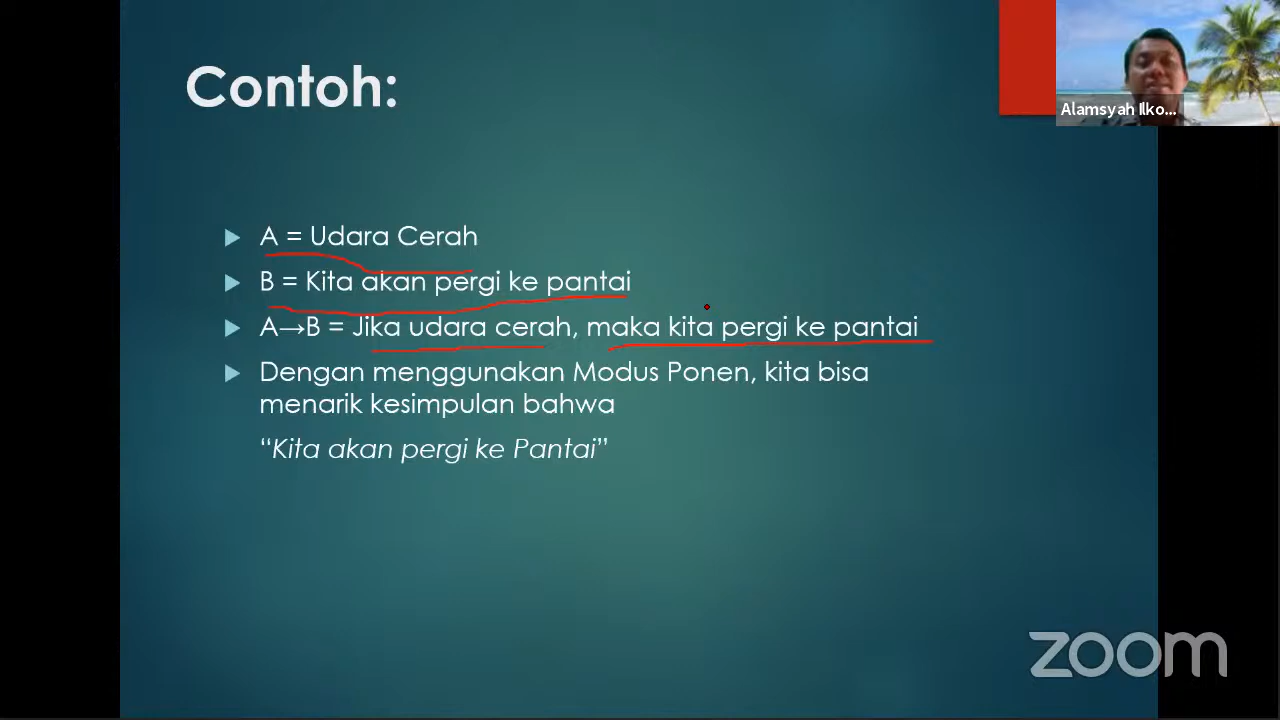 Contoh:
Alamsyah Ilko...
A = Udara Cerah
B = Kita akan pergi ke pantai
A→B = Jika udara cerah, maka kita pergi ke pantai
Dengan menggunakan Modus Ponen, kita bisa
menarik kesimpulan bahwa
“Kita akan pergi ke Pantai”
zoom